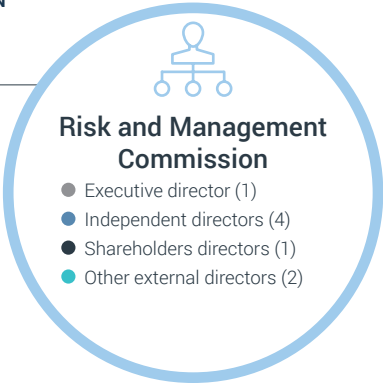 N
Risk and Management
Commission
Executive director (1)
Independent directors (4)
Shareholders directors (1)
Other external directors (2)